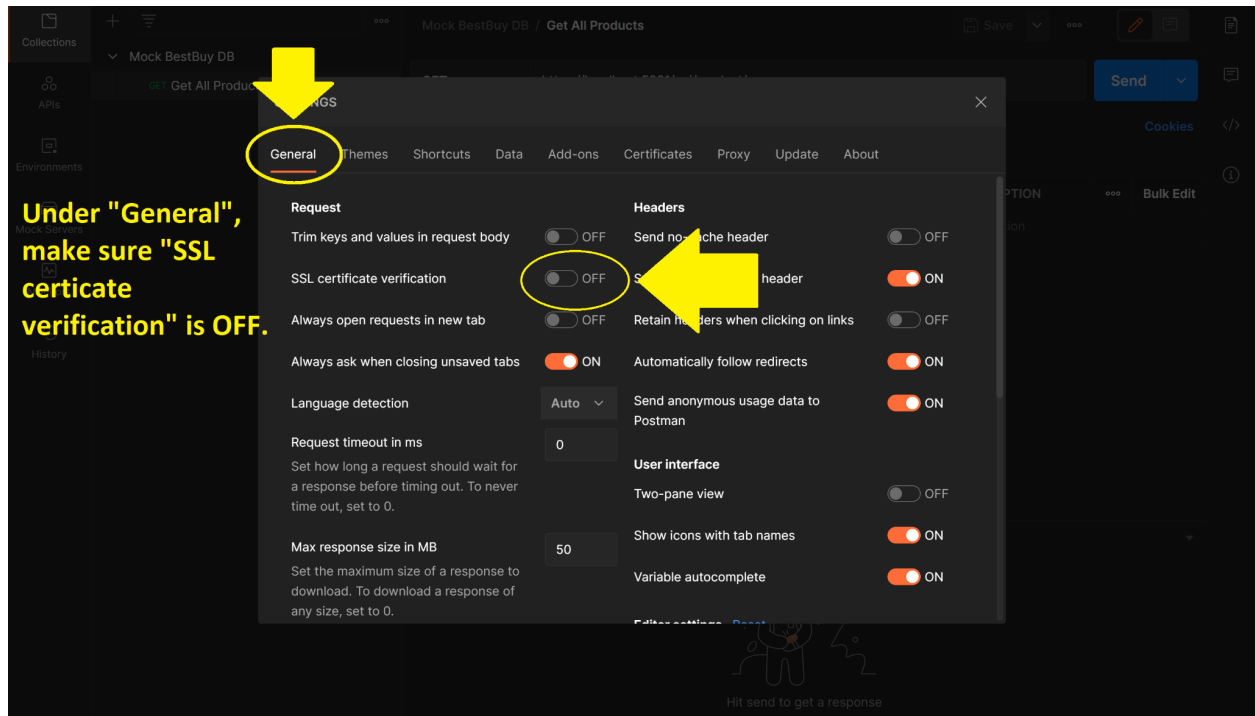 Collections
Mock BestBuy DB / Get All Products
Save
Mock BestBuy DB
GET Get All Produc
APIs
Send
Cookies
Environments
General
Themes
Shortcuts
Data
Add-ons
Certificates
Proxy
Update
About
Under "General",
make sure "SSL
certicate
verification" is OFF.
Mock Servers
History
Bulk Edit
Request
Trim keys and values in request body OFF
SSL certificate verification OFF
Always open requests in new tab OFF
Always ask when closing unsaved tabs ON
Language detection Auto
Request timeout in ms 0
Set how long a request should wait for
a response before timing out. To never
time out, set to 0.
Max response size in MB 50
Set the maximum size of a response to
download. To download a response of
any size, set to 0.
Headers
Send header OFF
header ON
Retain when clicking on links OFF
Automatically follow redirects ON
Send anonymous usage data to ON
Postman
User interface
Two-pane view OFF
Show icons with tab names ON
Variable autocomplete ON
Editor settings Reset
Hit send to get a response